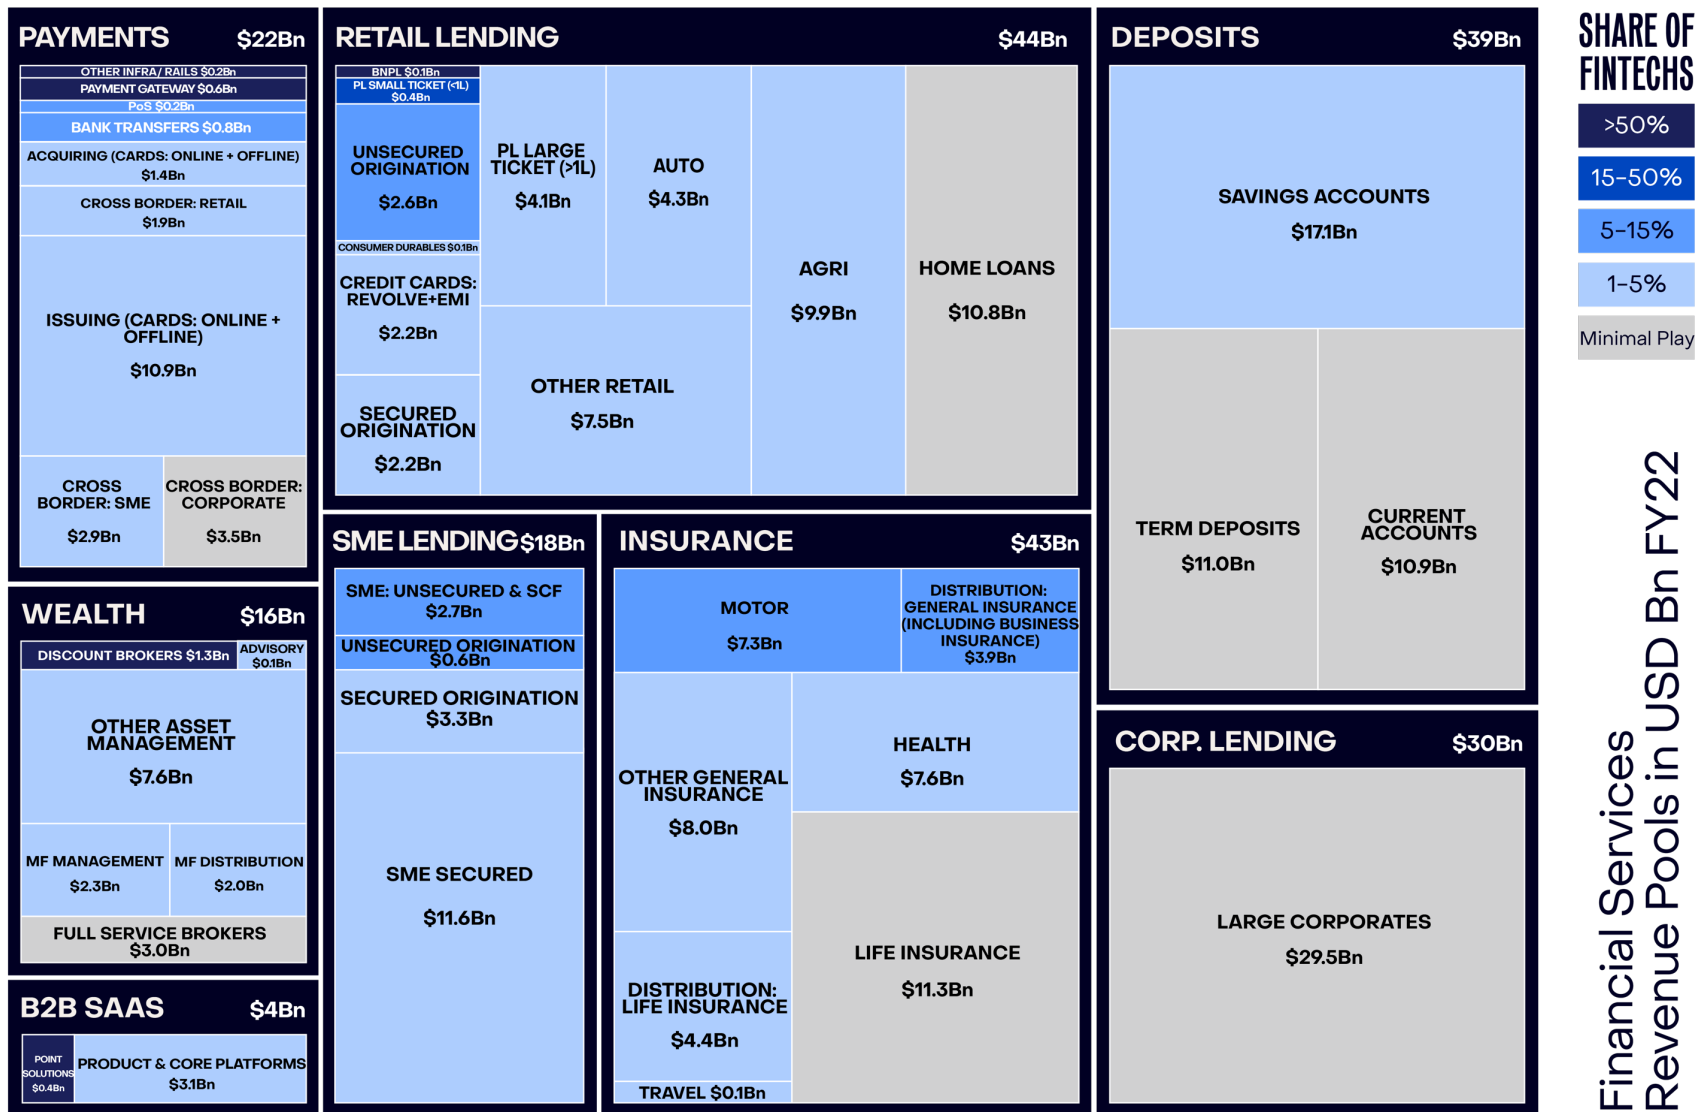 PAYMENTS $22Bn
OTHER INFRA/ RAILS $0.2Bn
PAYMENT GATEWAY $0.6Bn
PoS $0.2Bn
BANK TRANSFERS $0.8Bn
ACQUIRING (CARDS: ONLINE + OFFLINE)
$1.4Bn
CROSS BORDER: RETAIL
$1.9Bn
ISSUING (CARDS: ONLINE +
OFFLINE)
$10.9Bn
CROSS
BORDER: SME
$2.9Bn
CROSS BORDER:
CORPORATE
$3.5Bn
WEALTH $16Bn
DISCOUNT BROKERS $1.3Bn
ADVISORY
$0.1Bn
OTHER ASSET
MANAGEMENT
$7.6Bn
MF MANAGEMENT
$2.3Bn
MF DISTRIBUTION
$2.0Bn
FULL SERVICE BROKERS
$3.0Bn
B2B SAAS $4Bn
POINT
SOLUTIONS
$0.4Bn
PRODUCT & CORE PLATFORMS
$3.1Bn
RETAIL LENDING $44Bn
BNPL $0.1Bn
PL SMALL TICKET (<1L)
$0.4Bn
UNSECURED
ORIGINATION
$2.6Bn
CONSUMER DURABLES $0.1Bn
CREDIT CARDS:
REVOLVE+EMI
$2.2Bn
SECURED
ORIGINATION
$2.2Bn
PL LARGE
TICKET (>1L)
$4.1Bn
AUTO
$4.3Bn
OTHER RETAIL
$7.5Bn
AGRI
$9.9Bn
HOME LOANS
$10.8Bn
SME LENDING $18Bn
SME: UNSECURED & SCF
$2.7Bn
UNSECURED ORIGINATION
$0.6Bn
SECURED ORIGINATION
$3.3Bn
SME SECURED
$11.6Bn
INSURANCE $43Bn
MOTOR
$7.3Bn
DISTRIBUTION:
GENERAL INSURANCE
(INCLUDING BUSINESS
INSURANCE)
$3.9Bn
OTHER GENERAL
INSURANCE
$8.0Bn
HEALTH
$7.6Bn
DISTRIBUTION:
LIFE INSURANCE
$4.4Bn
TRAVEL $0.1Bn
LIFE INSURANCE
$11.3Bn
DEPOSITS $39Bn
SAVINGS ACCOUNTS
$17.1Bn
TERM DEPOSITS
$11.0Bn
CURRENT
ACCOUNTS
$10.9Bn
CORP. LENDING $30Bn
LARGE CORPORATES
$29.5Bn
SHARE OF
FINTECHS
>50%
15–50%
5–15%
1–5%
Minimal Play
Financial Services
Revenue Pools in USD Bn FY22